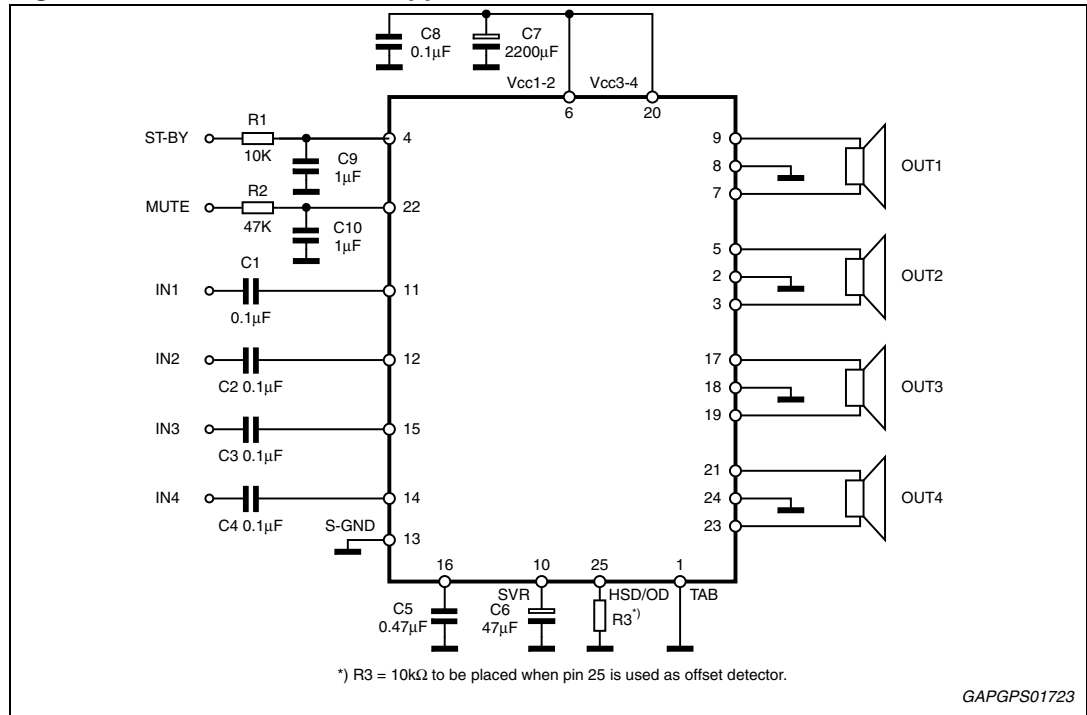 C8
0.1µF
C7
2200µF
Vcc1-2
Vcc3-4
6
20
ST-BY
R1
10K
4
C9
1µF
MUTE
R2
47K
22
C10
1µF
IN1
C1
0.1µF
11
IN2
C2 0.1µF
12
IN3
C3 0.1µF
15
IN4
C4 0.1µF
14
S-GND
13
9
8
7
OUT1
5
2
3
OUT2
17
18
19
OUT3
21
24
23
OUT4
16
10
25
1
SVR
HSD/OD
TAB
C5
0.47µF
C6
47µF
R3*)
*) R3 = 10kΩ to be placed when pin 25 is used as offset detector.
GAPGPS01723